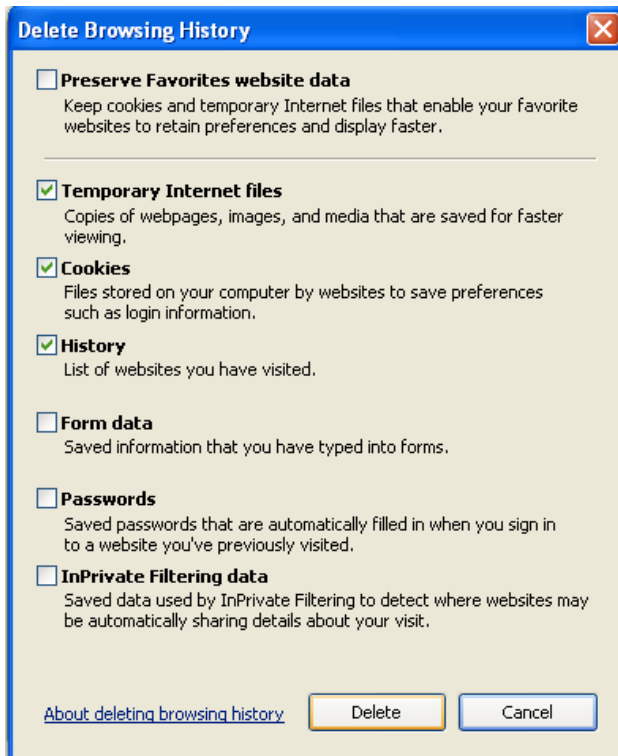 Delete Browsing History
Preserve Favorites website data
Keep cookies and temporary Internet files that enable your favorite
websites to retain preferences and display faster.
Temporary Internet files
Copies of webpages, images, and media that are saved for faster
viewing.
Cookies
Files stored on your computer by websites to save preferences
such as login information.
History
List of websites you have visited.
Form data
Saved information that you have typed into forms.
Passwords
Saved passwords that are automatically filled in when you sign in
to a website you've previously visited.
InPrivate Filtering data
Saved data used by InPrivate Filtering to detect where websites may
be automatically sharing details about your visit.
About deleting browsing history Delete Cancel